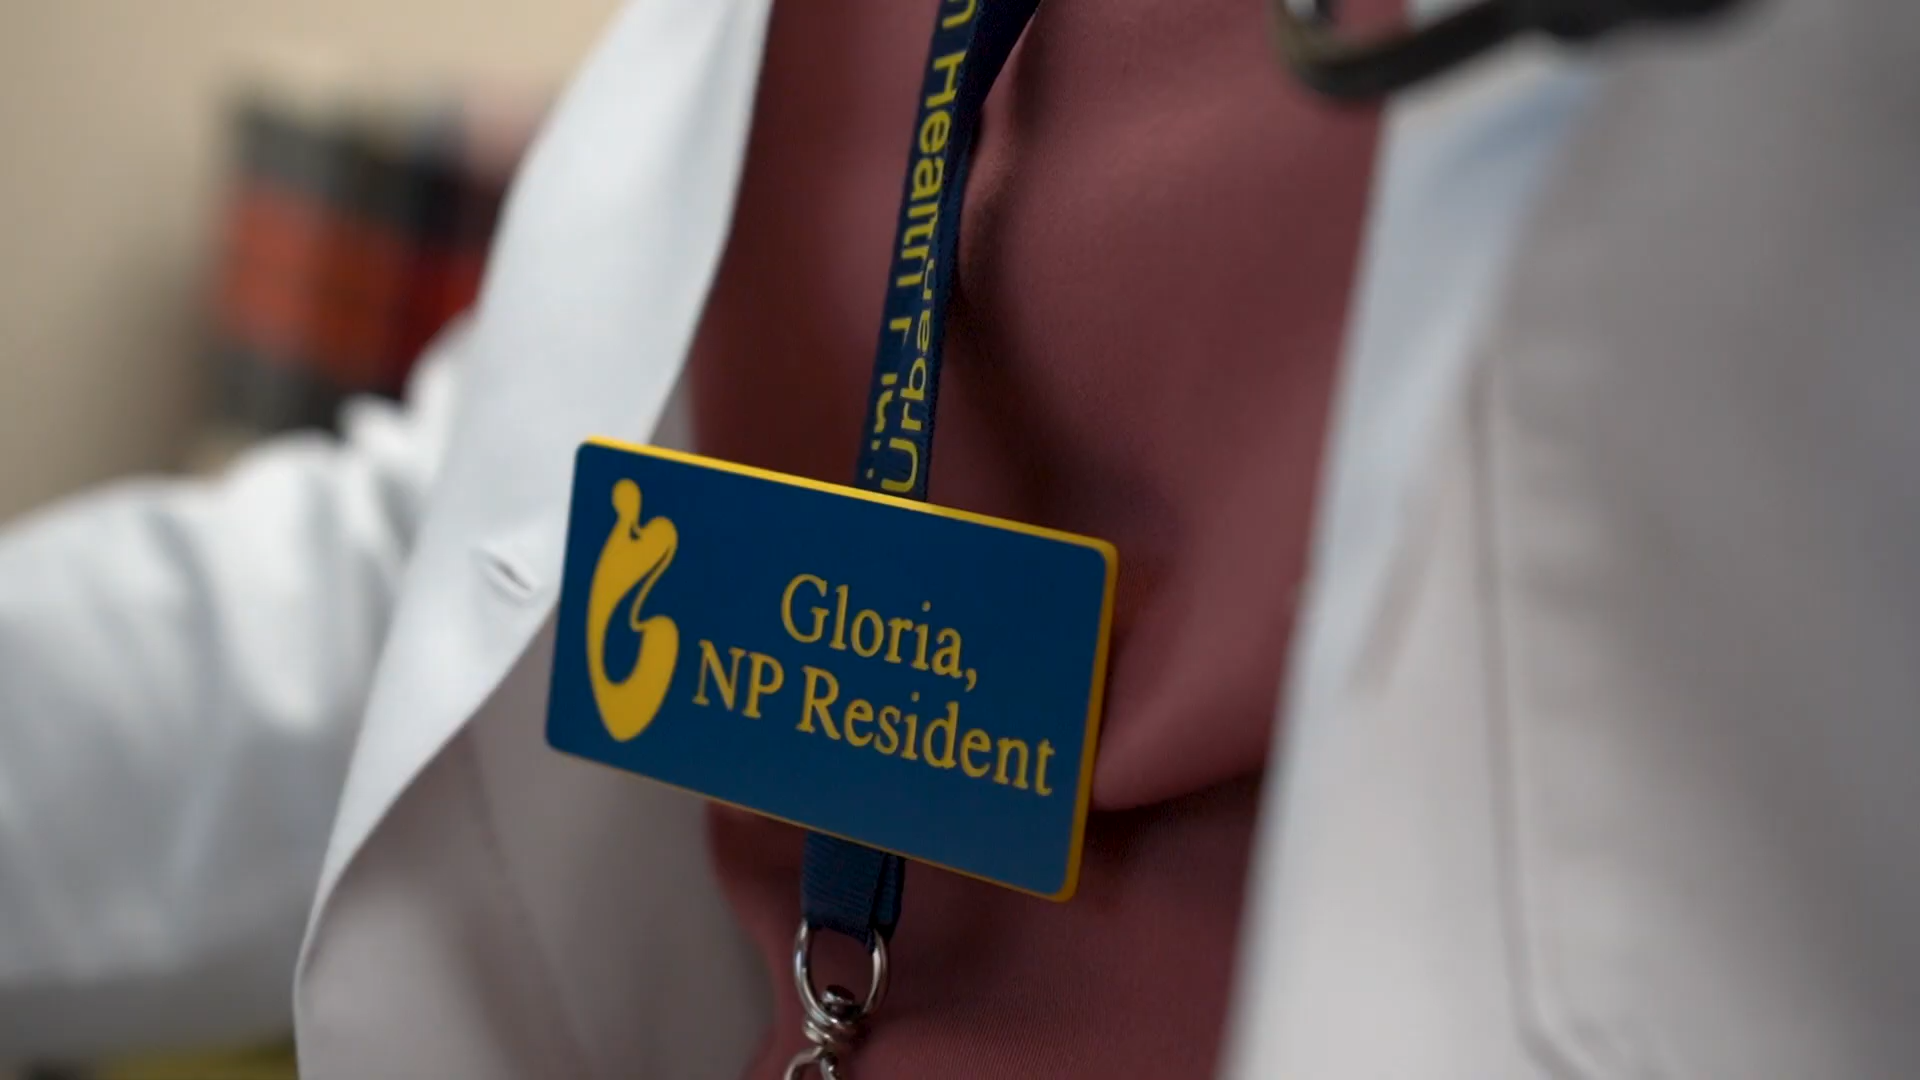 Health
Urban
Gloria,
NP Resident